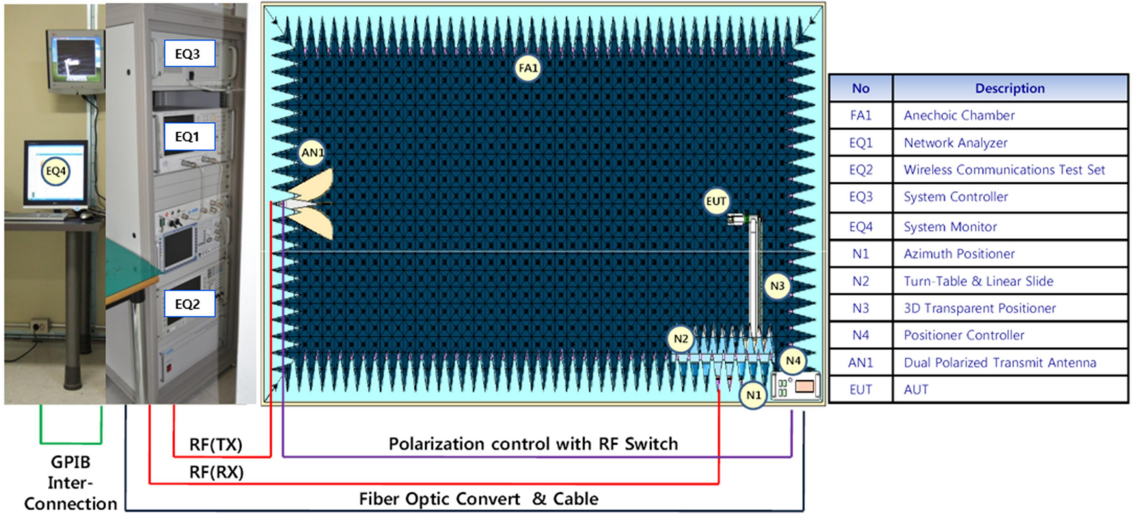 EQ3
EQ1
EQ4
EQ2
FA1
AN1
EUT
N3
N2
N4
N1
No Description
FA1 Anechoic Chamber
EQ1 Network Analyzer
EQ2 Wireless Communications Test Set
EQ3 System Controller
EQ4 System Monitor
N1 Azimuth Positioner
N2 Turn-Table & Linear Slide
N3 3D Transparent Positioner
N4 Positioner Controller
AN1 Dual Polarized Transmit Antenna
EUT AUT
RF(TX)
Polarization control with RF Switch
RF(RX)
GPIB
Inter-
Connection
Fiber Optic Convert & Cable